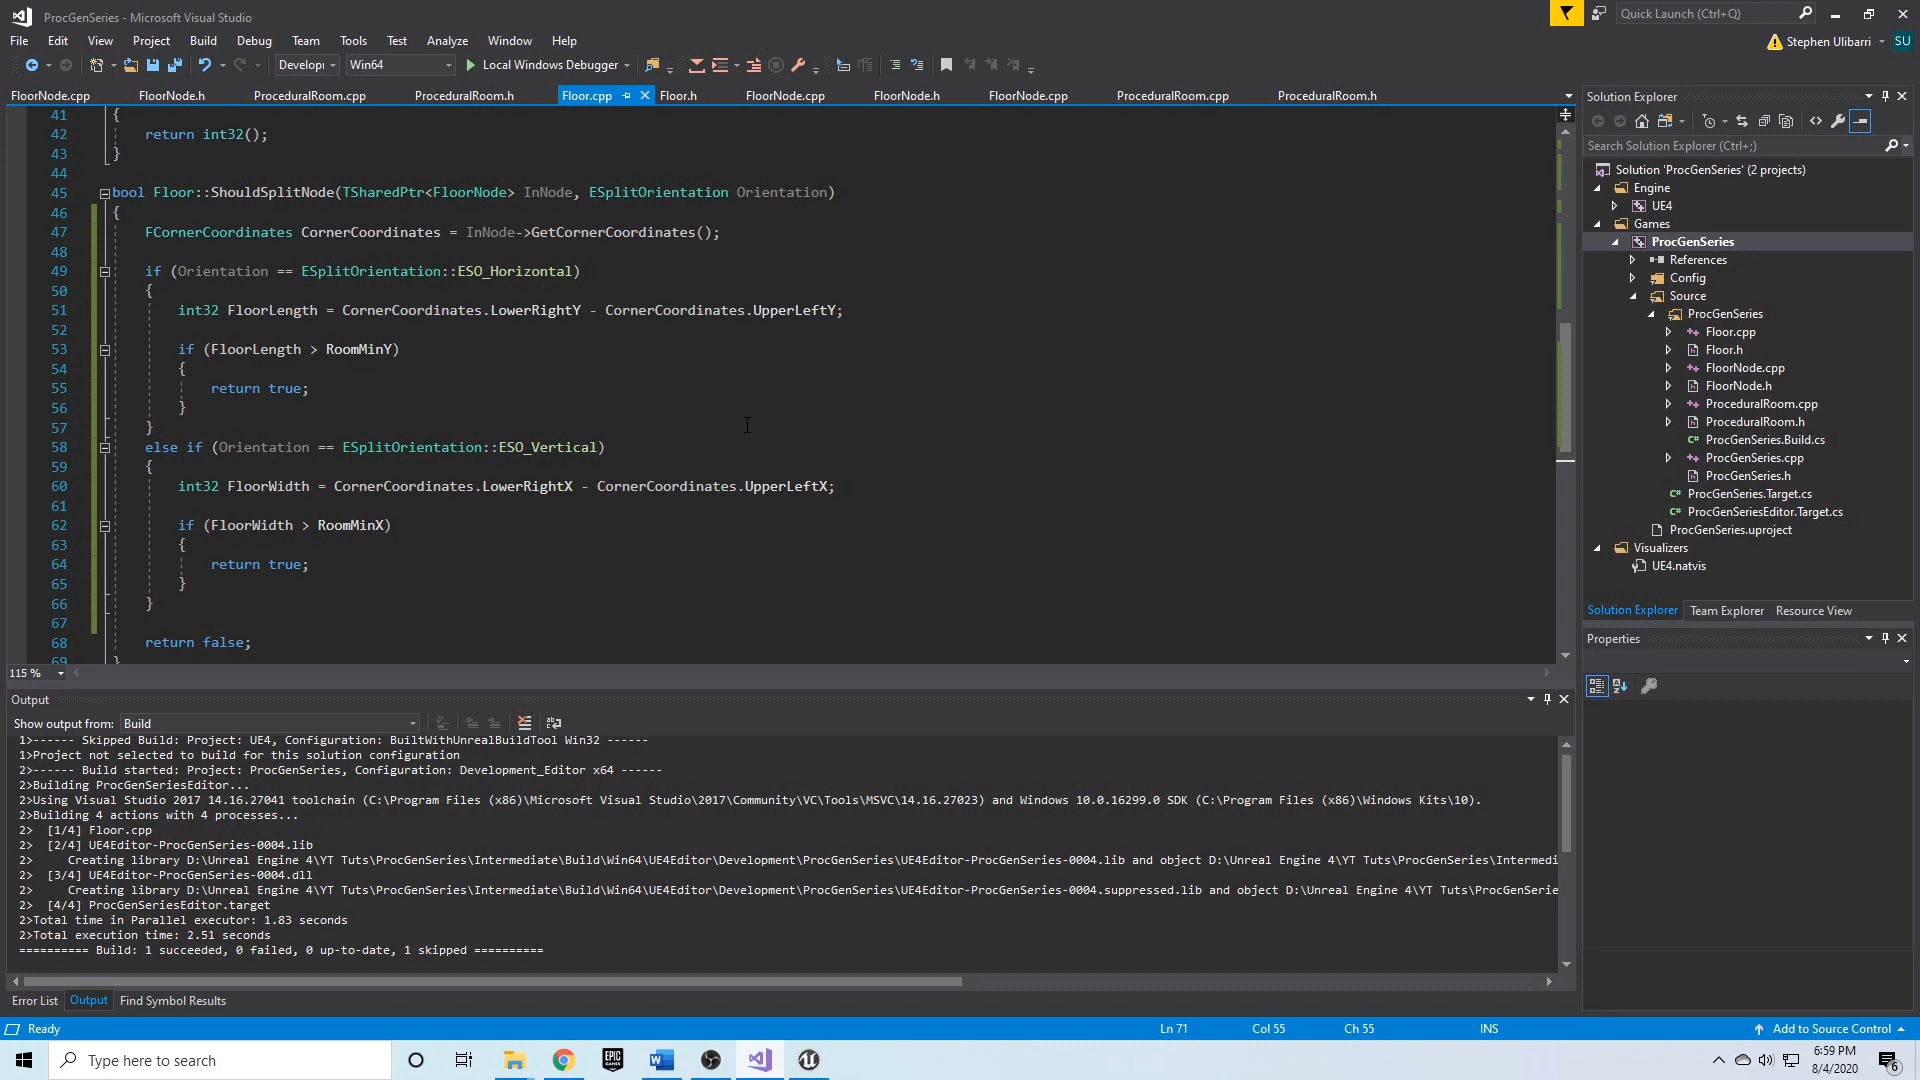 ProcGenSeries - Microsoft Visual Studio
Quick Launch (Ctrl+Q)
File Edit View Project Build Debug Team Tools Test Analyze Window Help
Stephen Ulibarri SU
Develop Win64 Local Windows Debugger
FloorNode.cpp FloorNode.h ProceduralRoom.cpp ProceduralRoom.h Floor.cpp Floor.h FloorNode.cpp FloorNode.h FloorNode.cpp ProceduralRoom.cpp ProceduralRoom.h
41 {
42 return int32();
43 }
44
45 bool Floor::ShouldSplitNode(TSharedPtr<FloorNode> InNode, ESplitOrientation Orientation)
46 {
47 FCornerCoordinates CornerCoordinates = InNode->GetCornerCoordinates();
48
49 if (Orientation == ESplitOrientation::ESO_Horizontal)
50 {
51 int32 FloorLength = CornerCoordinates.LowerRightY - CornerCoordinates.UpperLeftY;
52
53 if (FloorLength > RoomMinY)
54 {
55 return true;
56 }
57 }
58 else if (Orientation == ESplitOrientation::ESO_Vertical)
59 {
60 int32 FloorWidth = CornerCoordinates.LowerRightX - CornerCoordinates.UpperLeftX;
61
62 if (FloorWidth > RoomMinX)
63 {
64 return true;
65 }
66 }
67
68 return false;
69 }
115 %
Output
Show output from: Build
1>------ Skipped Build: Project: UE4, Configuration: BuiltWithUnrealBuildTool Win32 ------
1>Project not selected to build for this solution configuration
2>------ Build started: Project: ProcGenSeries, Configuration: Development_Editor x64 ------
2>Building ProcGenSeriesEditor...
2>Using Visual Studio 2017 14.16.27041 toolchain (C:\Program Files (x86)\Microsoft Visual Studio\2017\Community\VC\Tools\MSVC\14.16.27023) and Windows 10.0.16299.0 SDK (C:\Program Files (x86)\Windows Kits\10).
2>Building 4 actions with 4 processes...
2> [1/4] Floor.cpp
2> [2/4] UE4Editor-ProcGenSeries-0004.lib
2> Creating library D:\Unreal Engine 4\YT Tuts\ProcGenSeries\Intermediate\Build\Win64\UE4Editor\Development\ProcGenSeries\UE4Editor-ProcGenSeries-0004.lib and object D:\Unreal Engine 4\YT Tuts\ProcGenSeries\Intermedi
2> [3/4] UE4Editor-ProcGenSeries-0004.dll
2> Creating library D:\Unreal Engine 4\YT Tuts\ProcGenSeries\Intermediate\Build\Win64\UE4Editor\Development\ProcGenSeries\UE4Editor-ProcGenSeries-0004.suppressed.lib and object D:\Unreal Engine 4\YT Tuts\ProcGenSerie
2> [4/4] ProcGenSeriesEditor.target
2>Total time in Parallel executor: 1.83 seconds
2>Total execution time: 2.51 seconds
========== Build: 1 succeeded, 0 failed, 0 up-to-date, 1 skipped ==========
Error List Output Find Symbol Results
Solution Explorer
Search Solution Explorer (Ctrl+;)
Solution 'ProcGenSeries' (2 projects)
Engine
UE4
Games
ProcGenSeries
References
Config
Source
ProcGenSeries
Floor.cpp
Floor.h
FloorNode.cpp
FloorNode.h
ProceduralRoom.cpp
ProceduralRoom.h
ProcGenSeries.Build.cs
ProcGenSeries.cpp
ProcGenSeries.h
ProcGenSeries.Target.cs
ProcGenSeriesEditor.Target.cs
ProcGenSeries.uproject
Visualizers
UE4.natvis
Solution Explorer Team Explorer Resource View
Properties
Ready Ln 71 Col 55 Ch 55 INS Add to Source Control
Type here to search
EPIC GAMES
6:59 PM
8/4/2020
6